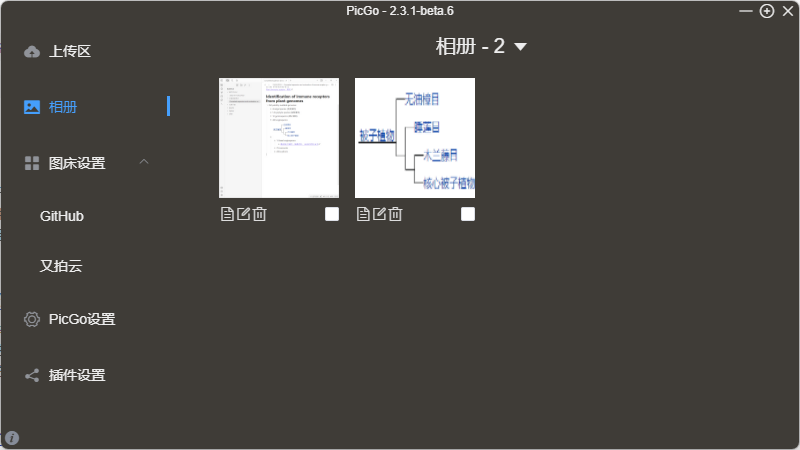 PicGo - 2.3.1-beta.6
上传区
相册
图床设置
GitHub
又拍云
PicGo设置
插件设置
相册 - 2
Identification of immune receptors
from plant genomes
无油樟目
被子植物
睡莲目
木兰藤目
核心被子植物